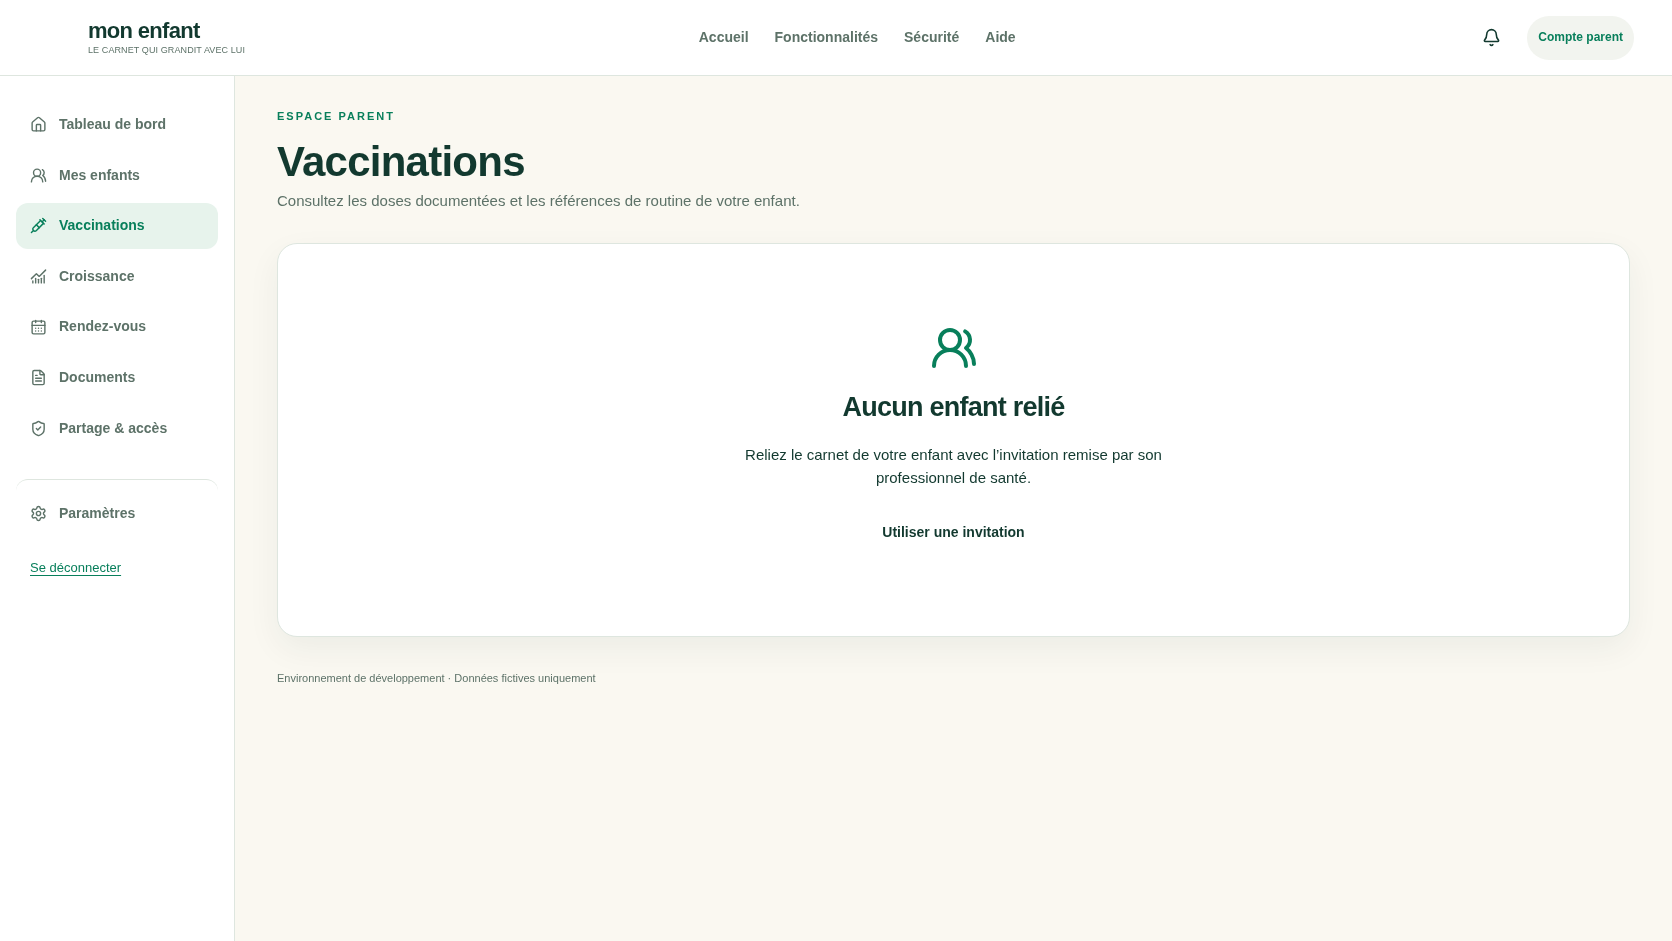 mon enfant
LE CARNET QUI GRANDIT AVEC LUI
Accueil
Fonctionnalités
Sécurité
Aide
Compte parent
Tableau de bord
Mes enfants
Vaccinations
Croissance
Rendez-vous
Documents
Partage & accès
Paramètres
Se déconnecter
ESPACE PARENT
Vaccinations
Consultez les doses documentées et les références de routine de votre enfant.
Aucun enfant relié
Reliez le carnet de votre enfant avec l’invitation remise par son
professionnel de santé.
Utiliser une invitation
Environnement de développement · Données fictives uniquement